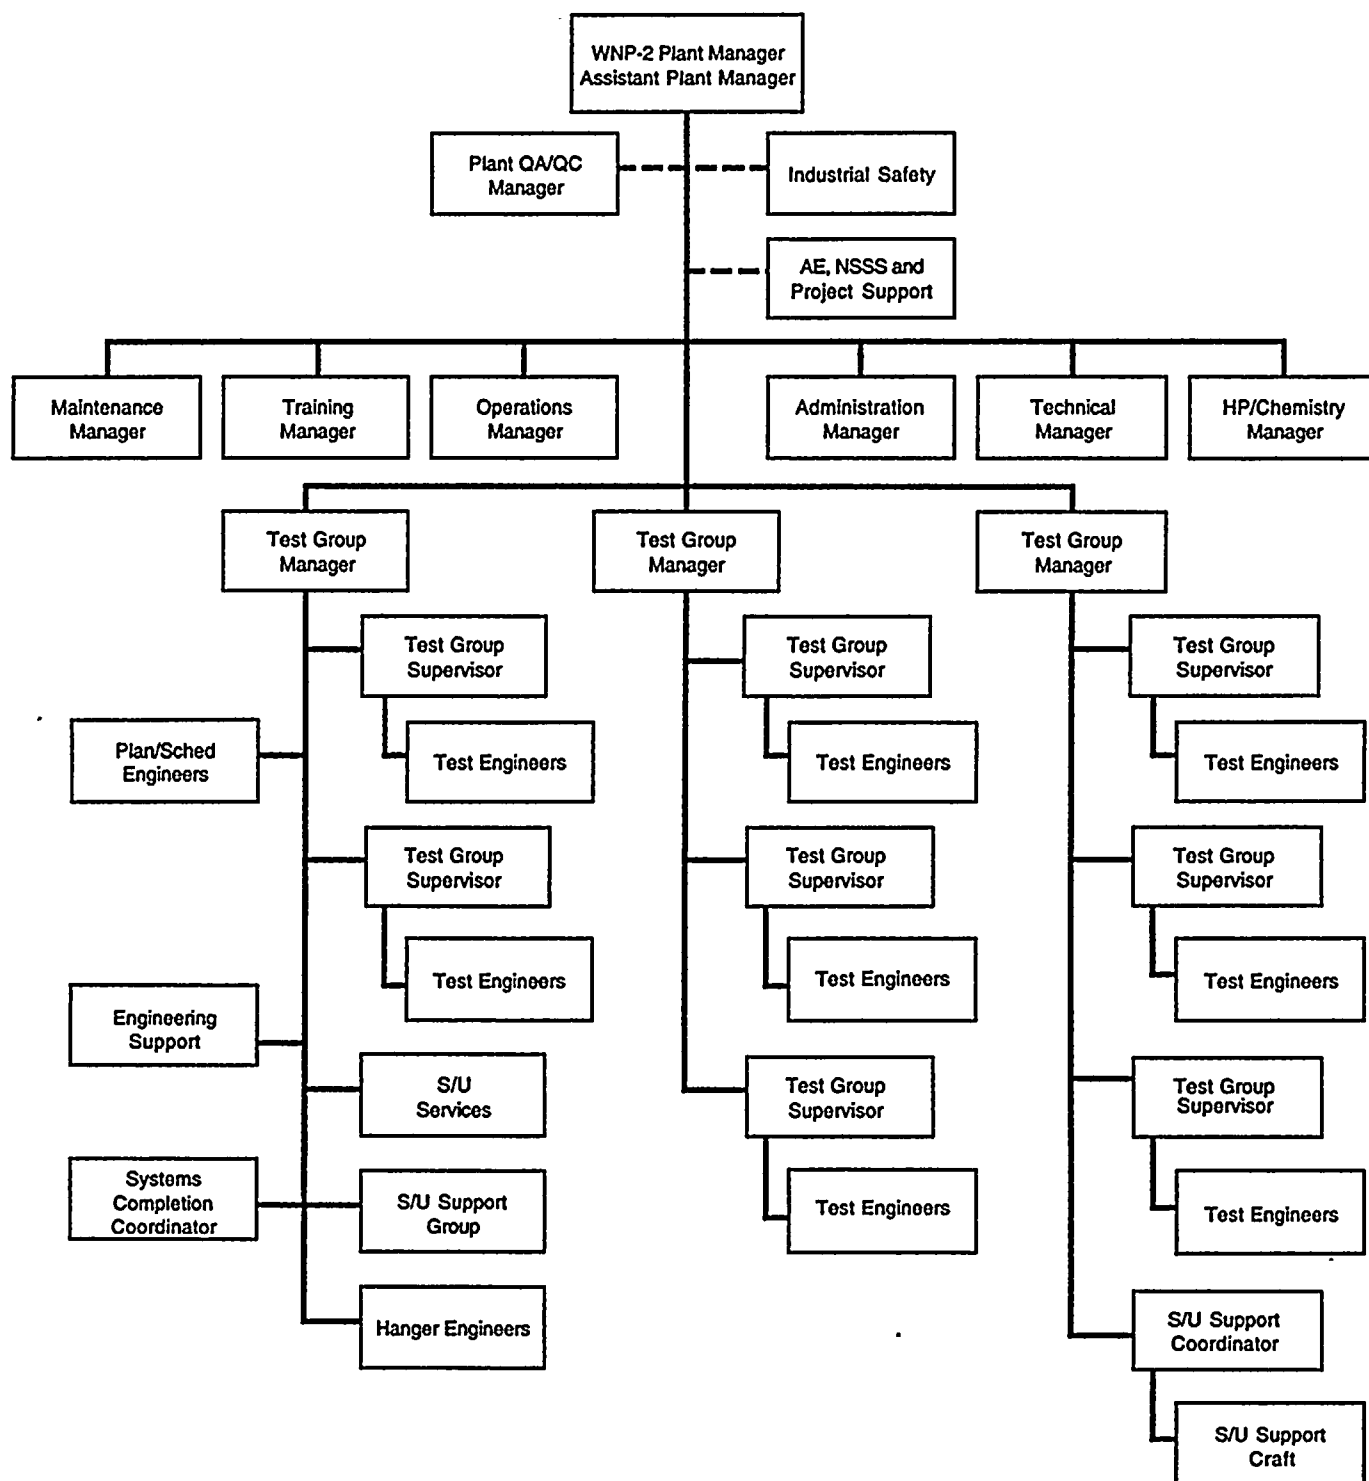 WNP-2 Plant Manager
Assistant Plant Manager
Plant QA/QC
Manager
Industrial Safety
AE, NSSS and
Project Support
Maintenance
Manager
Training
Manager
Operations
Manager
Administration
Manager
Technical
Manager
HP/Chemistry
Manager
Test Group
Manager
Test Group
Manager
Test Group
Manager
Test Group
Supervisor
Test Group
Supervisor
Test Group
Supervisor
Plan/Sched
Engineers
Test Engineers
Test Engineers
Test Engineers
Test Group
Supervisor
Test Group
Supervisor
Test Group
Supervisor
Test Engineers
Test Engineers
Test Engineers
Engineering
Support
S/U
Services
Test Group
Supervisor
Test Group
Supervisor
Systems
Completion
Coordinator
S/U Support
Group
Test Engineers
Test Engineers
Hanger Engineers
S/U Support
Coordinator
S/U Support
Craft